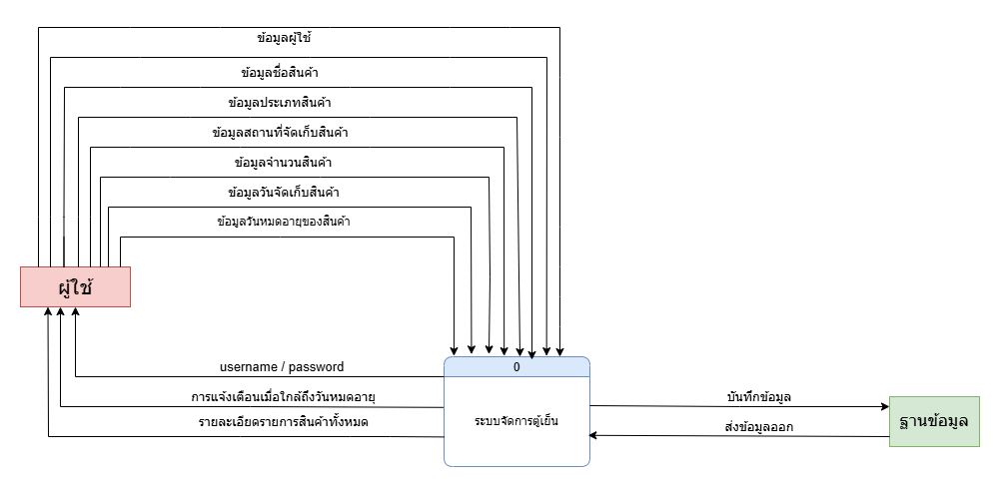 ข้อมูลผู้ใช้
ข้อมูลชื่อสินค้า
ข้อมูลประเภทสินค้า
ข้อมูลสถานที่จัดเก็บสินค้า
ข้อมูลจำนวนสินค้า
ข้อมูลวันจัดเก็บสินค้า
ข้อมูลวันหมดอายุของสินค้า
ผู้ใช้
username / password
0
การแจ้งเตือนเมื่อใกล้ถึงวันหมดอายุ
รายละเอียดรายการสินค้าทั้งหมด
ระบบจัดการตู้เย็น
บันทึกข้อมูล
ส่งข้อมูลออก
ฐานข้อมูล